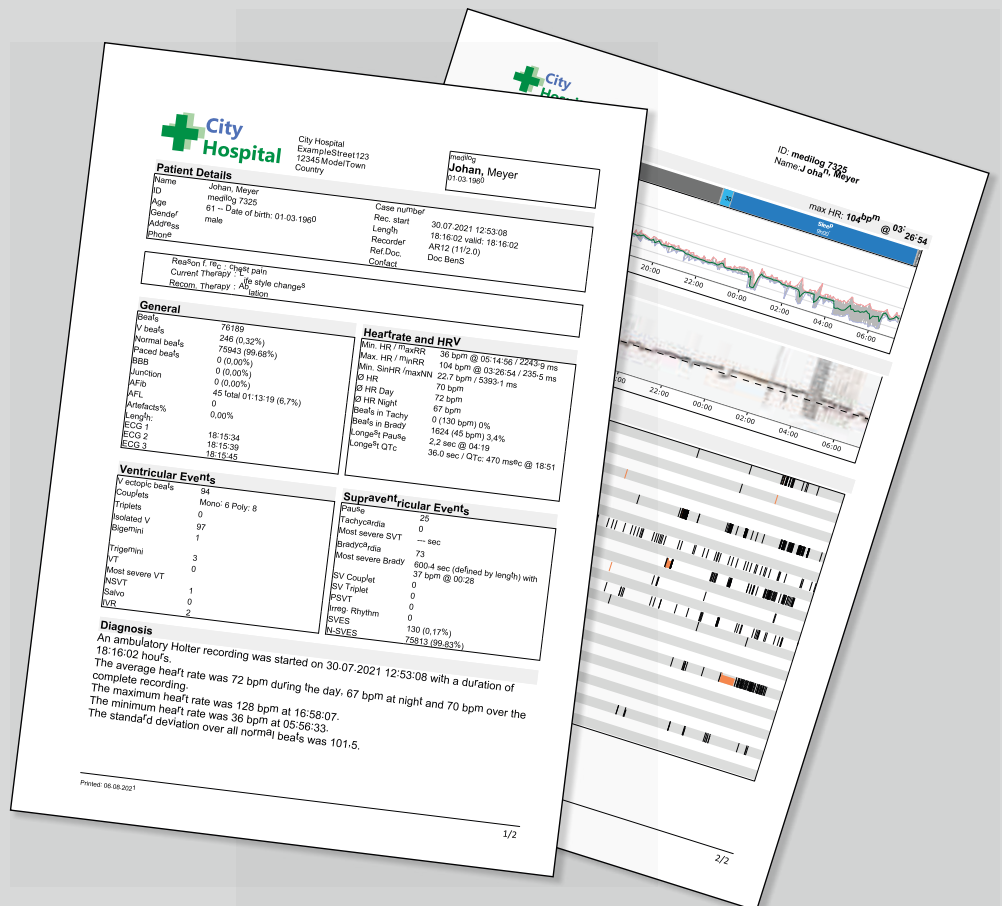 City
Hospital
City Hospital
ExampleStreet123
12345ModelTown
Country
medilog
Johan, Meyer
01-03-1960
Patient Details
Name Johan, Meyer
ID medilog 7325
Age 61 -- Date of birth: 01-03-1960
Gender male
Address
Phone
Case number
Rec. start 30.07.2021 12:53:08
Length 18:16:02 valid: 18:16:02
Recorder AR12 (11/2.0)
Ref.Doc. Doc BenS
Contact
Reason f. rec : chest pain
Current Therapy : Life style changes
Recom. Therapy : Ablation
General
Beats 76189
V beats 246 (0,32%)
Normal beats 75943 (99.68%)
Paced beats 0 (0,00%)
BBB 0 (0,00%)
Junction 0 (0,00%)
AFib 45 total 01:13:19 (6,7%)
AFL 0
Artefacts% 0,00%
Length:
ECG 1 18:15:34
ECG 2 18:15:39
ECG 3 18:15:45
Heartrate and HRV
Min. HR / maxRR 36 bpm @ 05:14:56 / 2243-9 ms
Max. HR / minRR 104 bpm @ 03:26:54 / 235-5 ms
Min. SinHR /maxNN 22.7 bpm / 5393-1 ms
Ø HR 70 bpm
Ø HR Day 72 bpm
Ø HR Night 67 bpm
Beats in Tachy 0 (130 bpm) 0%
Beats in Brady 1624 (45 bpm) 3,4%
Longest Pause 2,2 sec @ 04:19
Longest QTc 36.0 sec / QTc: 470 msec @ 18:51
Ventricular Events
V ectopic beats 94
Couplets Mono: 6 Poly: 8
Triplets 0
Isolated V 97
Bigemini 1
Trigemini 3
VT 0
Most severe VT
NSVT 1
Salvo 0
IVR 2
Supraventricular Events
Pause 25
Tachycardia 0
Most severe SVT --- sec
Bradycardia 73
Most severe Brady 600.4 sec (defined by length) with
37 bpm @ 00:28
SV Couplet 0
SV Triplet 0
PSVT 0
Irreg. Rhythm 0
SVES 130 (0,17%)
N-SVES 75813 (99-83%)
Diagnosis
An ambulatory Holter recording was started on 30-07-2021 12:53:08 with a duration of
18:16:02 hours.
The average heart rate was 72 bpm during the day, 67 bpm at night and 70 bpm over the
complete recording.
The maximum heart rate was 128 bpm at 16:58:07.
The minimum heart rate was 36 bpm at 05:56:33.
The standard deviation over all normal beats was 101.5.
Printed: 06.08.2021
1/2
City
ID: medilog 7325
Name: Johan, Meyer
max HR: 104bpm @ 03:26:54
30
Sleep
20:00 22:00 00:00 02:00 04:00 06:00
22:00 00:00 02:00 04:00 06:00
2/2